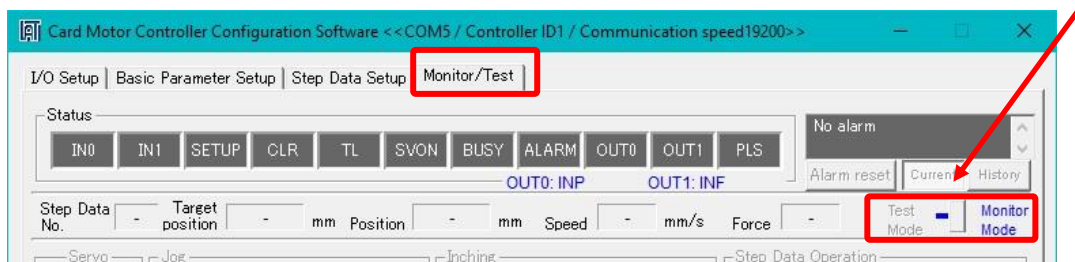 Card Motor Controller Configuration Software <<COM5 / Controller ID1 / Communication speed19200>>
I/O Setup Basic Parameter Setup Step Data Setup Monitor/Test
Status
IN0 IN1 SETUP CLR TL SVON BUSY ALARM OUT0 OUT1 PLS
OUT0: INP OUT1: INF
No alarm
Alarm reset Current History
Step Data No. - Target position - mm Position - mm Speed - mm/s Force -
Test Mode Monitor Mode
Servo Jog Inching Step Data Operation